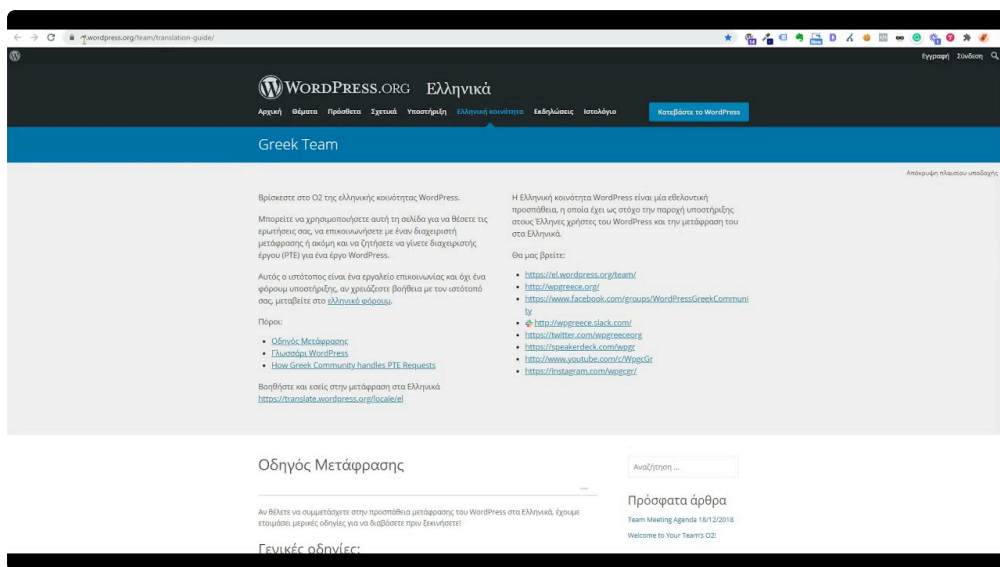 wordpress.org/team/translation-guide/
Εγγραφή Σύνδεση
WORDPRESS.ORG Ελληνικά
Αρχική Θέματα Πρόσθετα Σχετικά Υποστήριξη Ελληνική κοινότητα Εκδηλώσεις Ιστολόγιο Κατεβάστε το WordPress
Greek Team
Απόκρυψη πλαισίου υποδοχής
Βρίσκεστε στο O2 της ελληνικής κοινότητας WordPress.
Μπορείτε να χρησιμοποιήσετε αυτή τη σελίδα για να θέσετε τις
ερωτήσεις σας, να επικοινωνήσετε με έναν διαχειριστή
μετάφρασης ή ακόμη και να ζητήσετε να γίνετε διαχειριστής
έργου (PTE) για ένα έργο WordPress.
Αυτός ο ιστότοπος είναι ένα εργαλείο επικοινωνίας και όχι ένα
φόρουμ υποστήριξης, αν χρειάζεστε βοήθεια με τον ιστότοπό
σας, μεταβείτε στο ελληνικό φόρουμ.
Πόροι:
Οδηγός Μετάφρασης
Γλωσσάρι WordPress
How Greek Community handles PTE Requests
Βοηθήστε και εσείς στην μετάφραση στα Ελληνικά
https://translate.wordpress.org/locale/el
Η Ελληνική κοινότητα WordPress είναι μία εθελοντική
προσπάθεια, η οποία έχει ως στόχο την παροχή υποστήριξης
στους Έλληνες χρήστες του WordPress και την μετάφραση του
στα Ελληνικά.
Θα μας βρείτε:
https://el.wordpress.org/team/
http://wpgreece.org/
https://www.facebook.com/groups/WordPressGreekCommuni
ty
http://wpgreece.slack.com/
https://twitter.com/wpgreeceorg
https://speakerdeck.com/wpgr
http://www.youtube.com/c/WpgcGr
https://instagram.com/wpgcgr/
Οδηγός Μετάφρασης
Αν θέλετε να συμμετάσχετε στην προσπάθεια μετάφρασης του WordPress στα Ελληνικά, έχουμε
ετοιμάσει μερικές οδηγίες για να διαβάσετε πριν ξεκινήσετε!
Γενικές οδηγίες:
Αναζήτηση ...
Πρόσφατα άρθρα
Team Meeting Agenda 18/12/2018
Welcome to Your Team's O2!